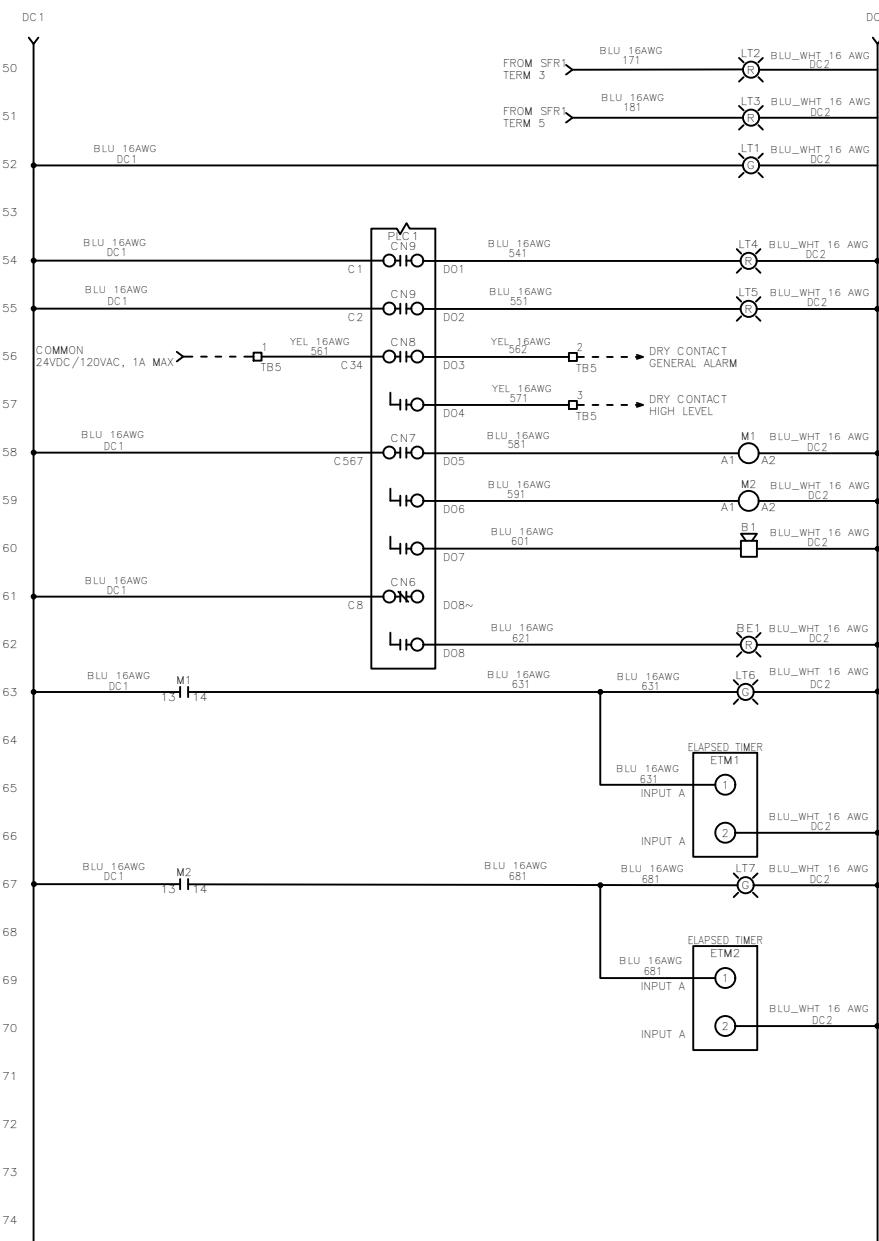 DC1
DC
50
FROM SFR1
TERM 3
BLU 16AWG
171
LT2
R
BLU_WHT 16 AWG
DC2
51
FROM SFR1
TERM 5
BLU 16AWG
181
LT3
R
BLU_WHT 16 AWG
DC2
52
BLU 16AWG
DC1
LT1
G
BLU_WHT 16 AWG
DC2
53
PLC1
54
BLU 16AWG
DC1
C1
CN9
DO1
BLU 16AWG
541
LT4
R
BLU_WHT 16 AWG
DC2
55
BLU 16AWG
DC1
C2
CN9
DO2
BLU 16AWG
551
LT5
R
BLU_WHT 16 AWG
DC2
56
COMMON
24VDC/120VAC, 1A MAX
1
TB5
YEL 16AWG
561
C34
CN8
DO3
YEL 16AWG
562
2
TB5
DRY CONTACT
GENERAL ALARM
57
DO4
YEL 16AWG
571
3
TB5
DRY CONTACT
HIGH LEVEL
58
BLU 16AWG
DC1
C567
CN7
DO5
BLU 16AWG
581
M1
A1 A2
BLU_WHT 16 AWG
DC2
59
DO6
BLU 16AWG
591
M2
A1 A2
BLU_WHT 16 AWG
DC2
60
DO7
BLU 16AWG
601
B1
BLU_WHT 16 AWG
DC2
61
BLU 16AWG
DC1
C8
CN6
DO8~
62
DO8
BLU 16AWG
621
BE1
R
BLU_WHT 16 AWG
DC2
63
BLU 16AWG
DC1
M1
13 14
BLU 16AWG
631
BLU 16AWG
631
LT6
G
BLU_WHT 16 AWG
DC2
64
ELAPSED TIMER
ETM1
65
BLU 16AWG
631
INPUT A
1
66
INPUT A
2
BLU_WHT 16 AWG
DC2
67
BLU 16AWG
DC1
M2
13 14
BLU 16AWG
681
BLU 16AWG
681
LT7
G
BLU_WHT 16 AWG
DC2
68
ELAPSED TIMER
ETM2
69
BLU 16AWG
681
INPUT A
1
70
INPUT A
2
BLU_WHT 16 AWG
DC2
71
72
73
74